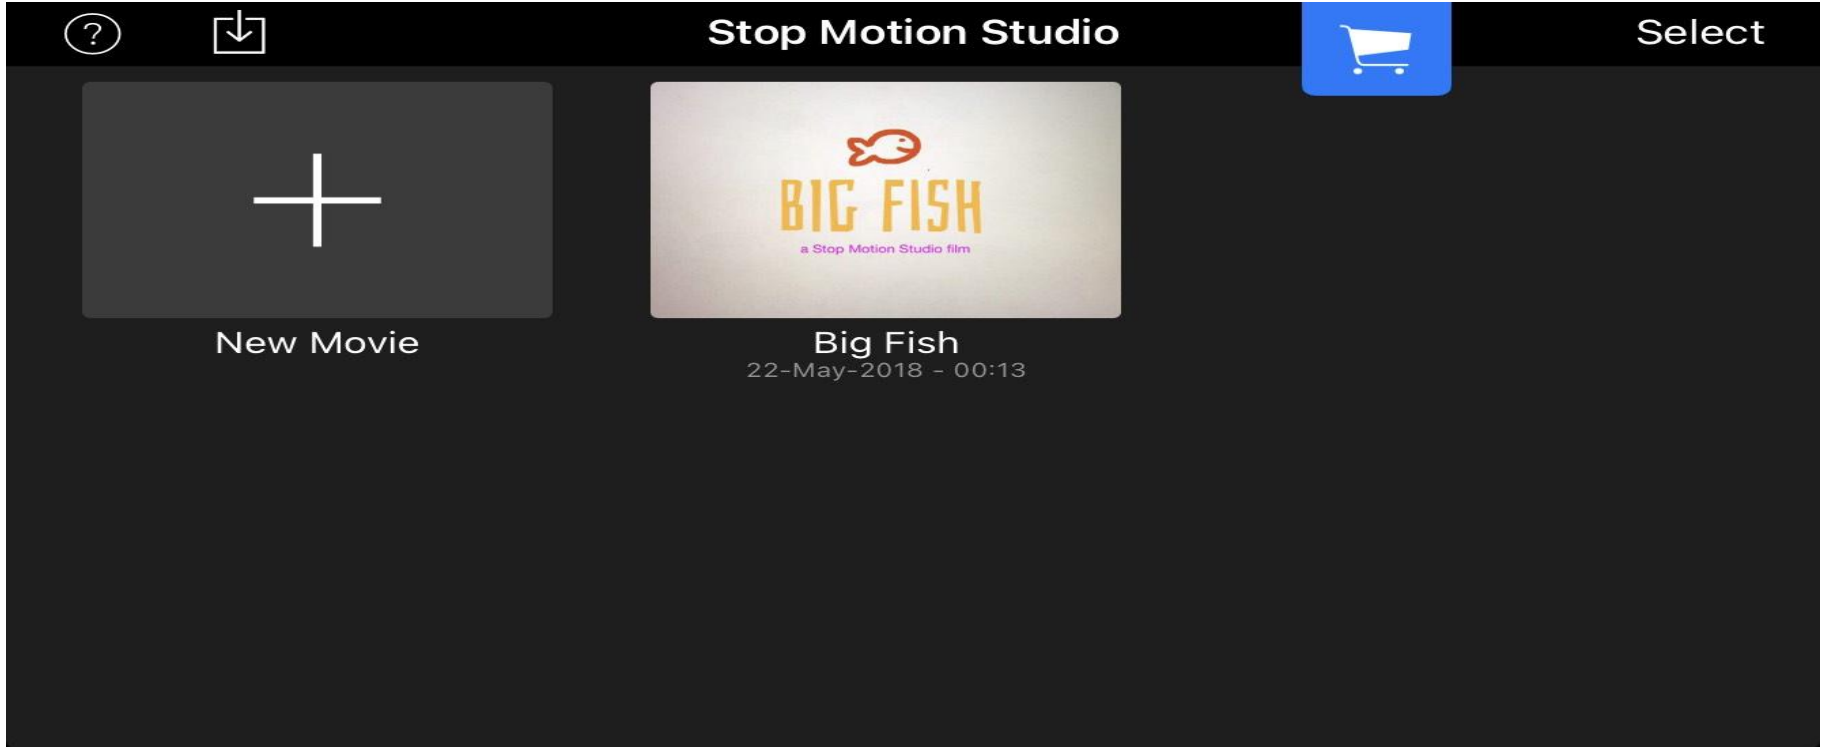 ?
Stop Motion Studio
Select
BIG FISH
a Stop Motion Studio film
New Movie
Big Fish
22-May-2018 - 00:13